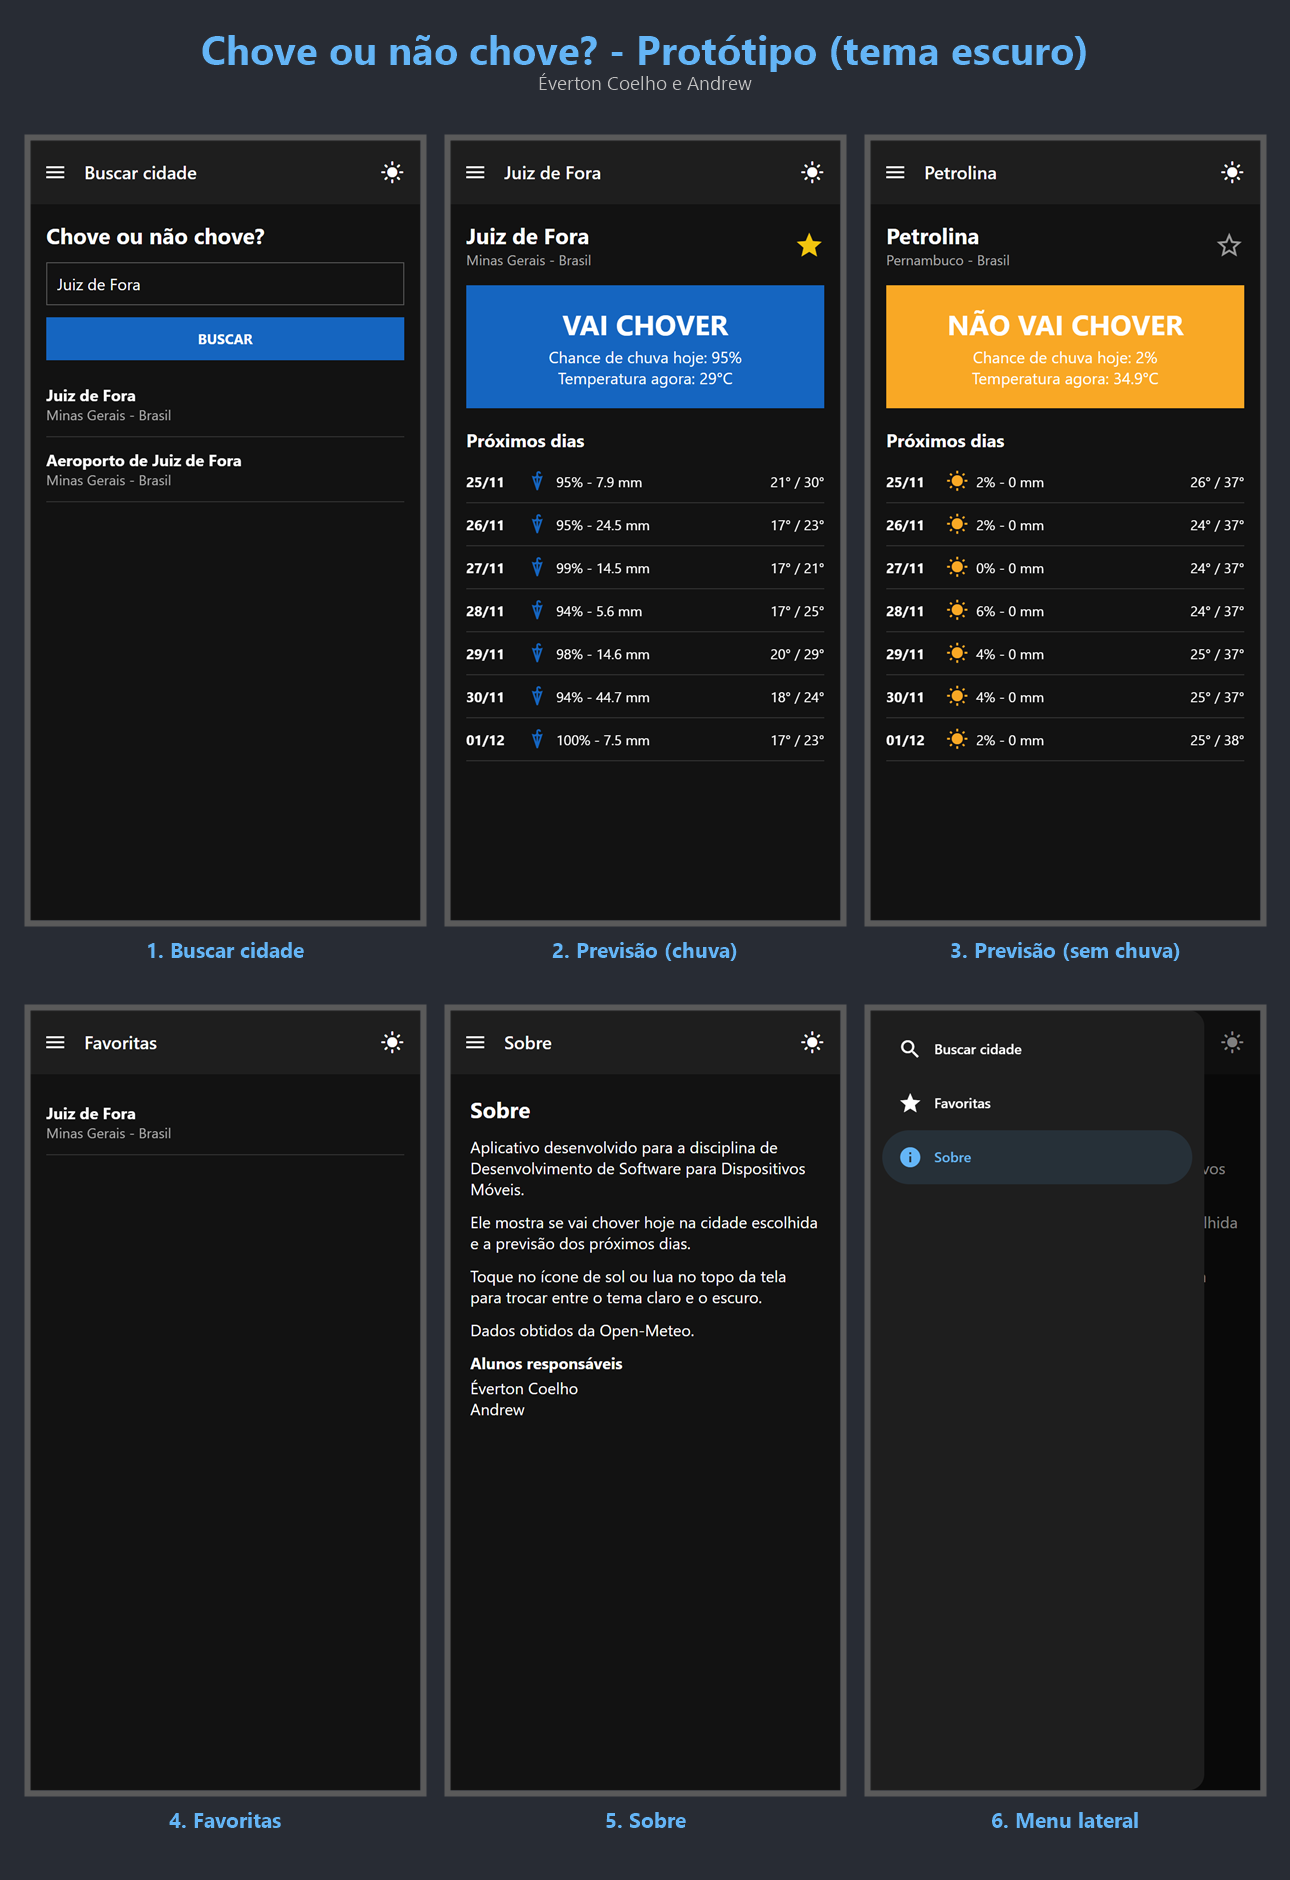 Chove ou não chove? - Protótipo (tema escuro)
Éverton Coelho e Andrew
Buscar cidade
Chove ou não chove?
Juiz de Fora
BUSCAR
Juiz de Fora
Minas Gerais - Brasil
Aeroporto de Juiz de Fora
Minas Gerais - Brasil
1. Buscar cidade
Juiz de Fora
Juiz de Fora
Minas Gerais - Brasil
VAI CHOVER
Chance de chuva hoje: 95%
Temperatura agora: 29°C
Próximos dias
25/11 95% - 7.9 mm 21° / 30°
26/11 95% - 24.5 mm 17° / 23°
27/11 99% - 14.5 mm 17° / 21°
28/11 94% - 5.6 mm 17° / 25°
29/11 98% - 14.6 mm 20° / 29°
30/11 94% - 44.7 mm 18° / 24°
01/12 100% - 7.5 mm 17° / 23°
2. Previsão (chuva)
Petrolina
Petrolina
Pernambuco - Brasil
NÃO VAI CHOVER
Chance de chuva hoje: 2%
Temperatura agora: 34.9°C
Próximos dias
25/11 2% - 0 mm 26° / 37°
26/11 2% - 0 mm 24° / 37°
27/11 0% - 0 mm 24° / 37°
28/11 6% - 0 mm 24° / 37°
29/11 4% - 0 mm 25° / 37°
30/11 4% - 0 mm 25° / 37°
01/12 2% - 0 mm 25° / 38°
3. Previsão (sem chuva)
Favoritas
Juiz de Fora
Minas Gerais - Brasil
4. Favoritas
Sobre
Sobre
Aplicativo desenvolvido para a disciplina de
Desenvolvimento de Software para Dispositivos
Móveis.
Ele mostra se vai chover hoje na cidade escolhida
e a previsão dos próximos dias.
Toque no ícone de sol ou lua no topo da tela
para trocar entre o tema claro e o escuro.
Dados obtidos da Open-Meteo.
Alunos responsáveis
Éverton Coelho
Andrew
5. Sobre
Buscar cidade
Favoritas
Sobre
vos
lhida
6. Menu lateral